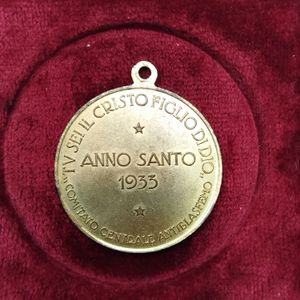 „TV SEI IL CRISTO FIGLIO DI DIO„
ANNO SANTO
1933
COMITATO CENTRALE ANTIBLASFEMO